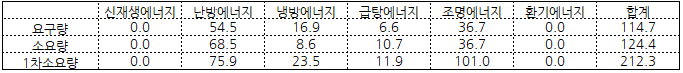 신재생에너지 난방에너지 냉방에너지 급탕에너지 조명에너지 환기에너지 합계
요구량 0.0 54.5 16.9 6.6 36.7 0.0 114.7
소요량 0.0 68.5 8.6 10.7 36.7 0.0 124.4
1차소요량 0.0 75.9 23.5 11.9 101.0 0.0 212.3